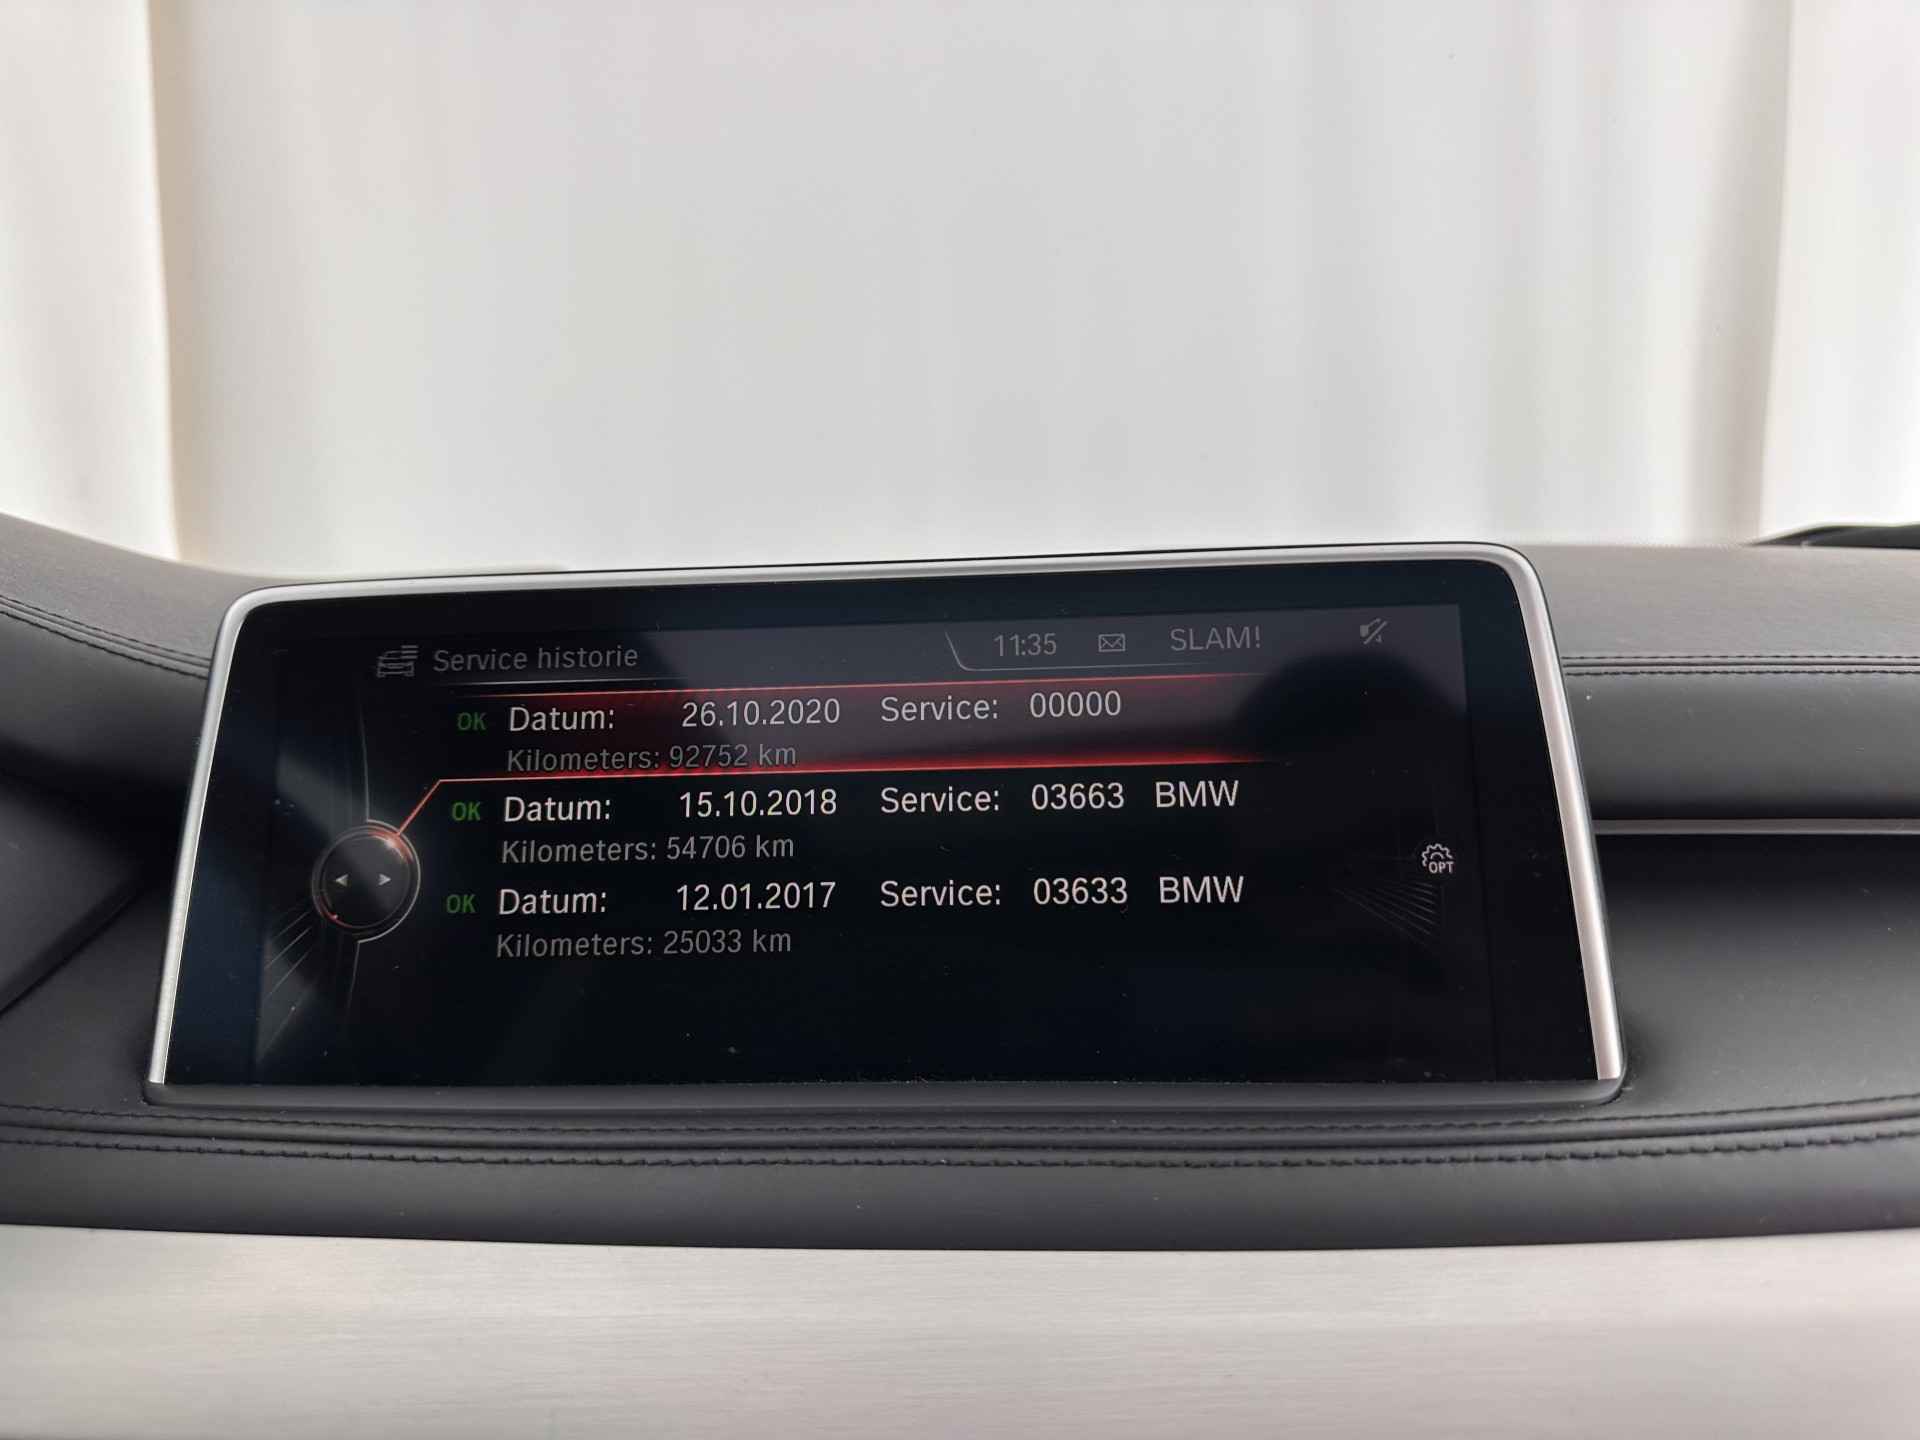 Service historie 11:35 SLAM!
OK Datum: 26.10.2020 Service: 00000
Kilometers: 92752 km
OK Datum: 15.10.2018 Service: 03663 BMW
Kilometers: 54706 km
OK Datum: 12.01.2017 Service: 03633 BMW
Kilometers: 25033 km
OPT